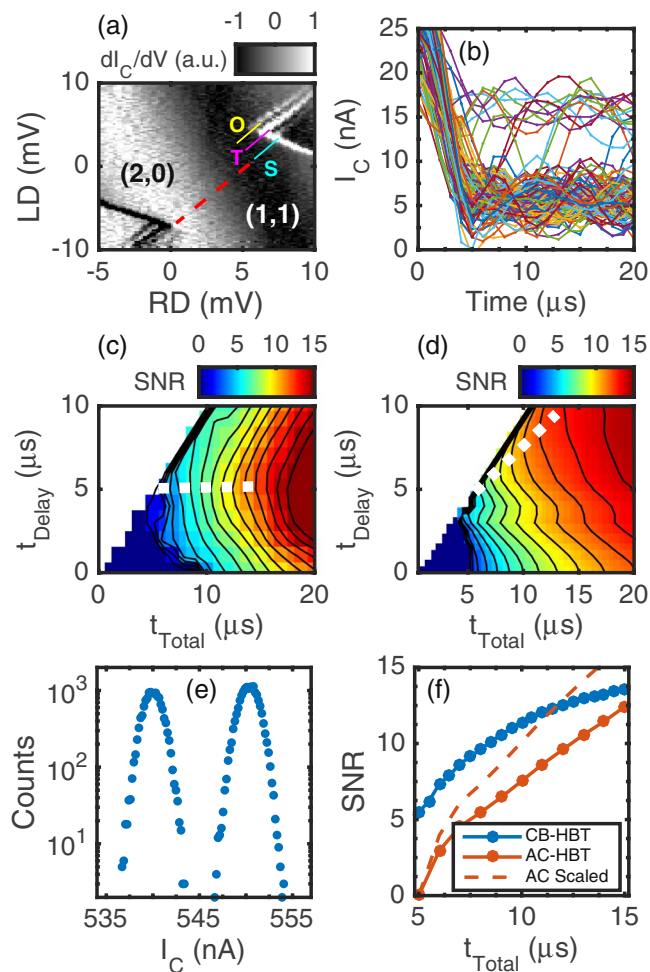 (a)
-1 0 1
dI_C/dV (a.u.)
10
0
-10
LD (mV)
O
T
S
(2,0)
(1,1)
-5 0 5 10
RD (mV)
(b)
25
20
15
10
5
0
I_C (nA)
0 5 10 15 20
Time (μs)
(c)
0 5 10 15
SNR
10
5
0
t_Delay (μs)
0 10 20
t_Total (μs)
(d)
0 5 10 15
SNR
10
5
0
t_Delay (μs)
5 10 15 20
t_Total (μs)
(e)
10^3
10^2
10^1
Counts
535 545 555
I_C (nA)
(f)
15
10
5
0
SNR
CB-HBT
AC-HBT
AC Scaled
5 10 15
t_Total (μs)